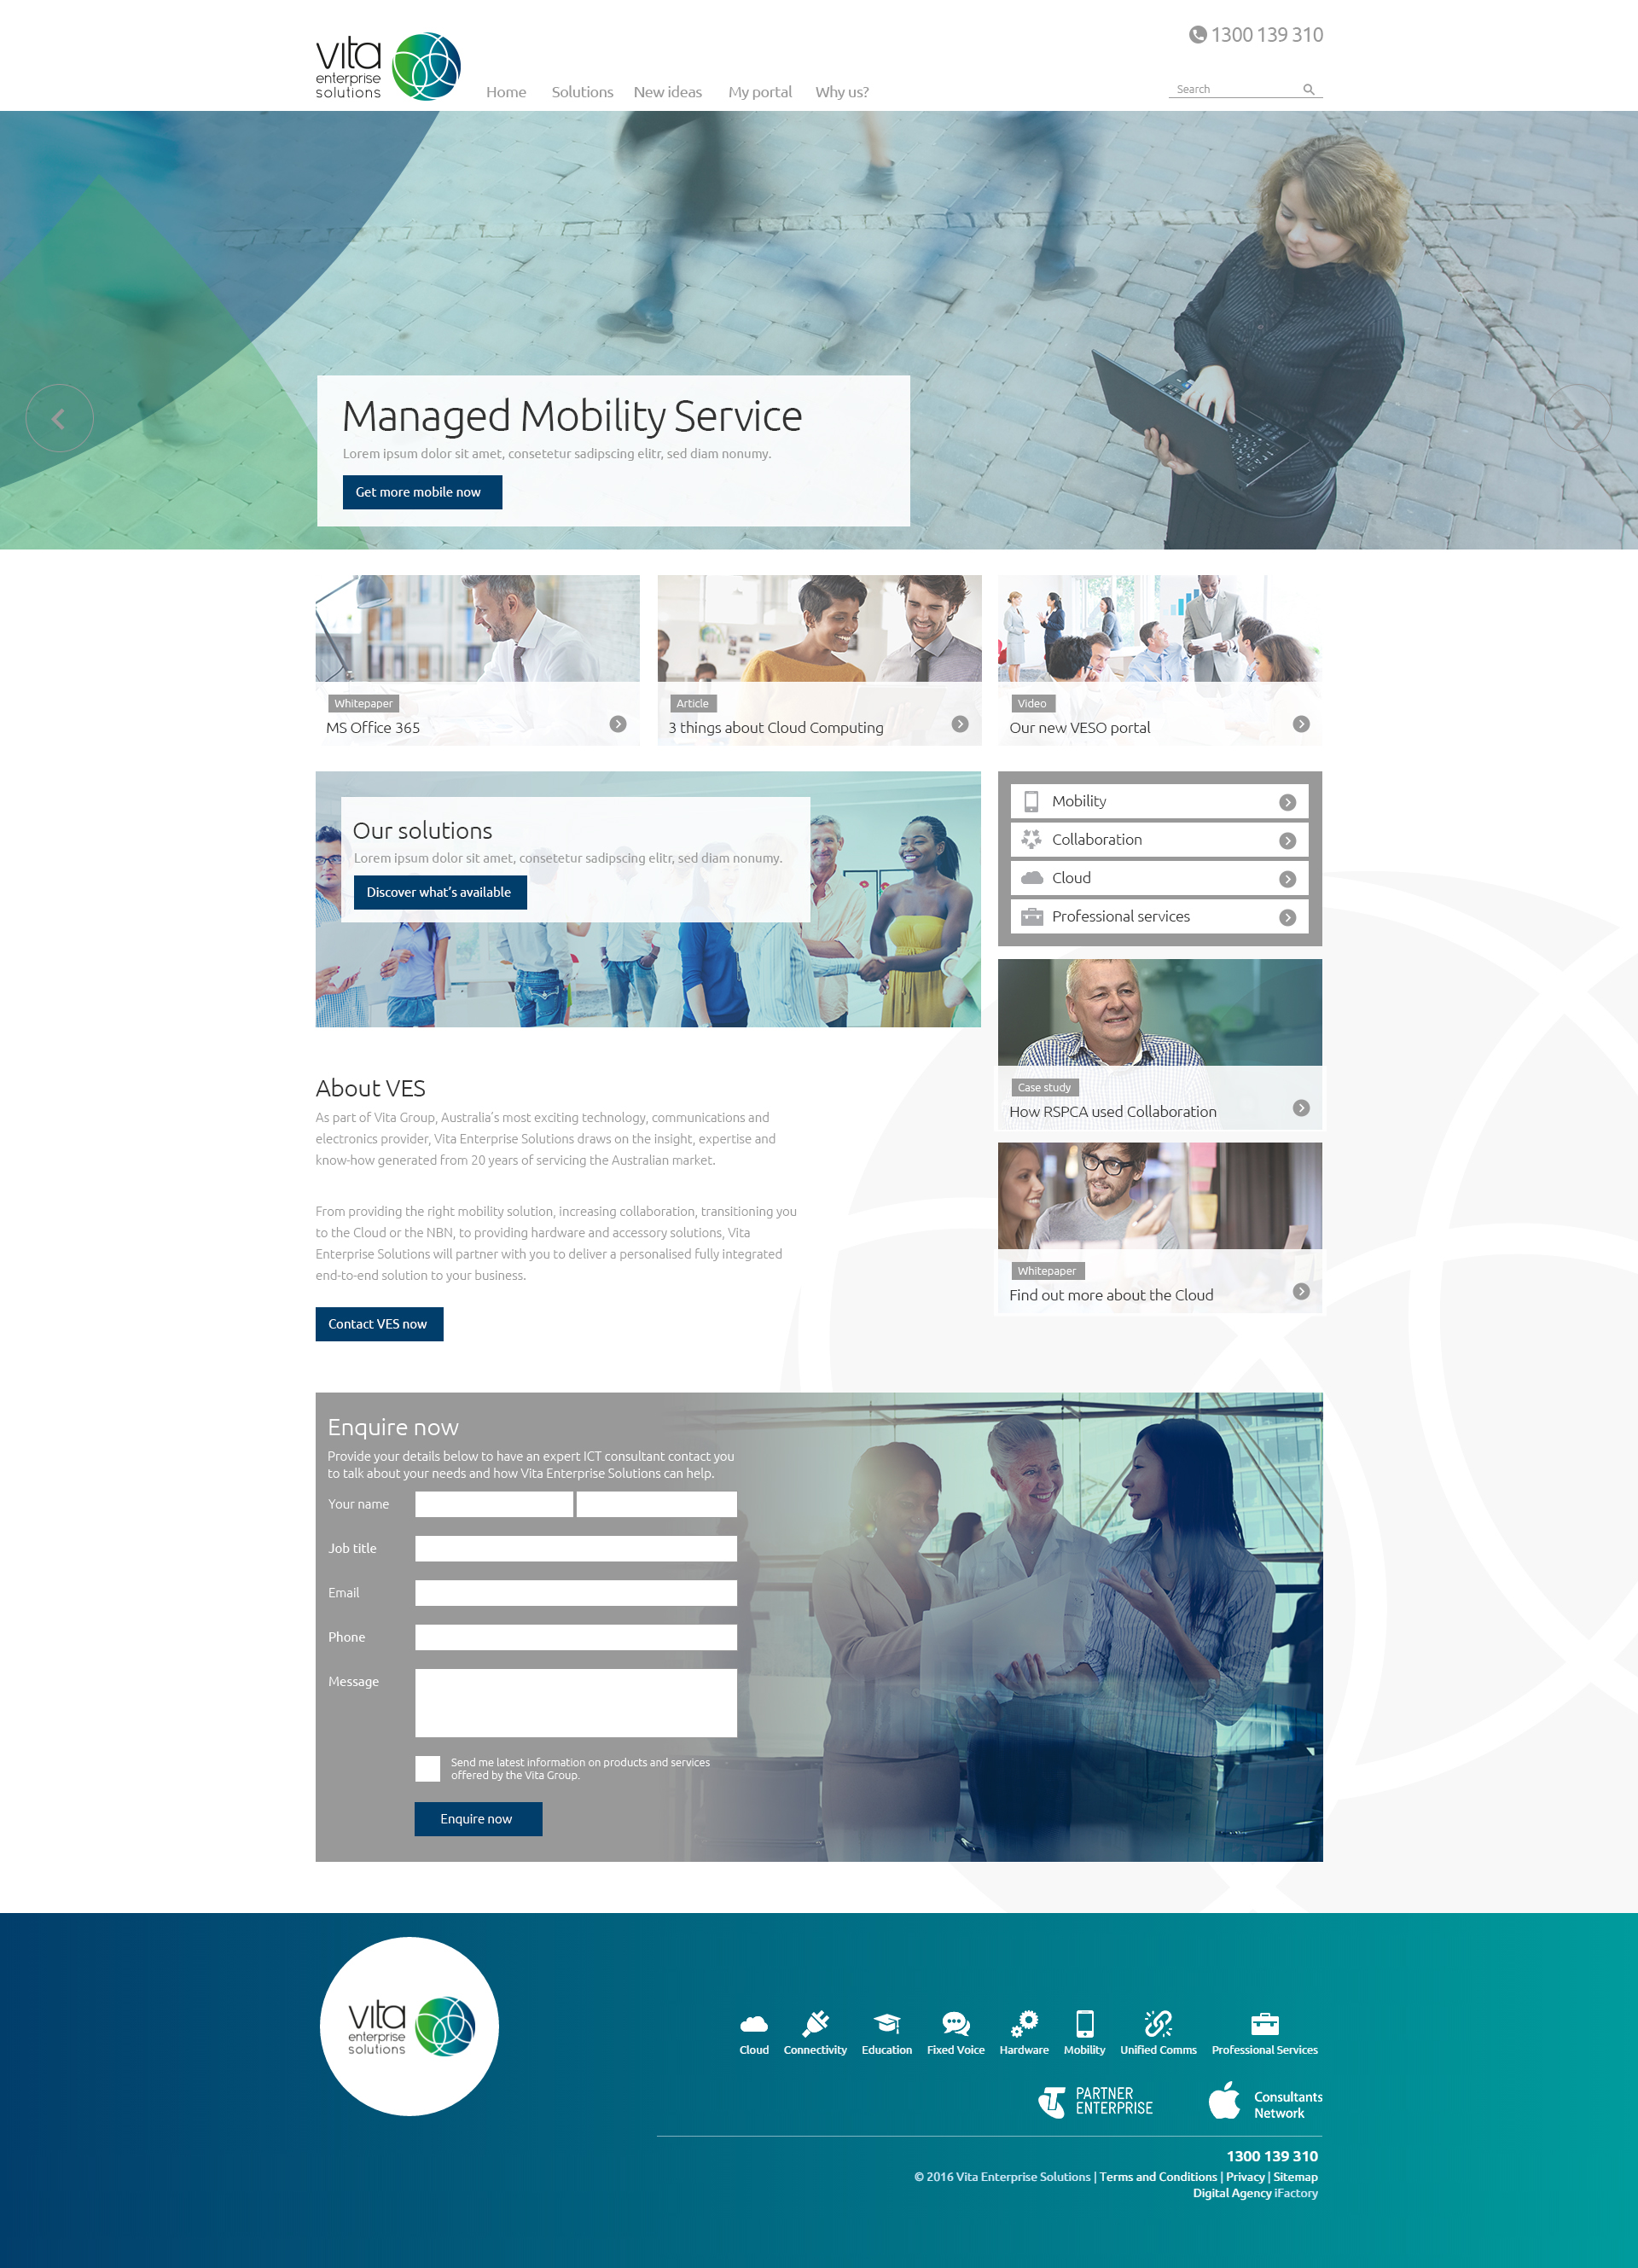 vita
enterprise
solutions
1300 139 310
Home Solutions New ideas My portal Why us?
Search
Managed Mobility Service
Lorem ipsum dolor sit amet, consetetur sadipscing elitr, sed diam nonumy.
Get more mobile now
Whitepaper
MS Office 365
Article
3 things about Cloud Computing
Video
Our new VESO portal
Our solutions
Lorem ipsum dolor sit amet, consetetur sadipscing elitr, sed diam nonumy.
Discover what's available
Mobility
Collaboration
Cloud
Professional services
Case study
How RSPCA used Collaboration
Whitepaper
Find out more about the Cloud
About VES
As part of Vita Group, Australia's most exciting technology, communications and
electronics provider, Vita Enterprise Solutions draws on the insight, expertise and
know-how generated from 20 years of servicing the Australian market.
From providing the right mobility solution, increasing collaboration, transitioning you
to the Cloud or the NBN, to providing hardware and accessory solutions, Vita
Enterprise Solutions will partner with you to deliver a personalised fully integrated
end-to-end solution to your business.
Contact VES now
Enquire now
Provide your details below to have an expert ICT consultant contact you
to talk about your needs and how Vita Enterprise Solutions can help.
Your name
Job title
Email
Phone
Message
Send me latest information on products and services
offered by the Vita Group.
Enquire now
vita
enterprise
solutions
Cloud Connectivity Education Fixed Voice Hardware Mobility Unified Comms Professional Services
PARTNER
ENTERPRISE
Consultants
Network
1300 139 310
© 2016 Vita Enterprise Solutions | Terms and Conditions | Privacy | Sitemap
Digital Agency iFactory